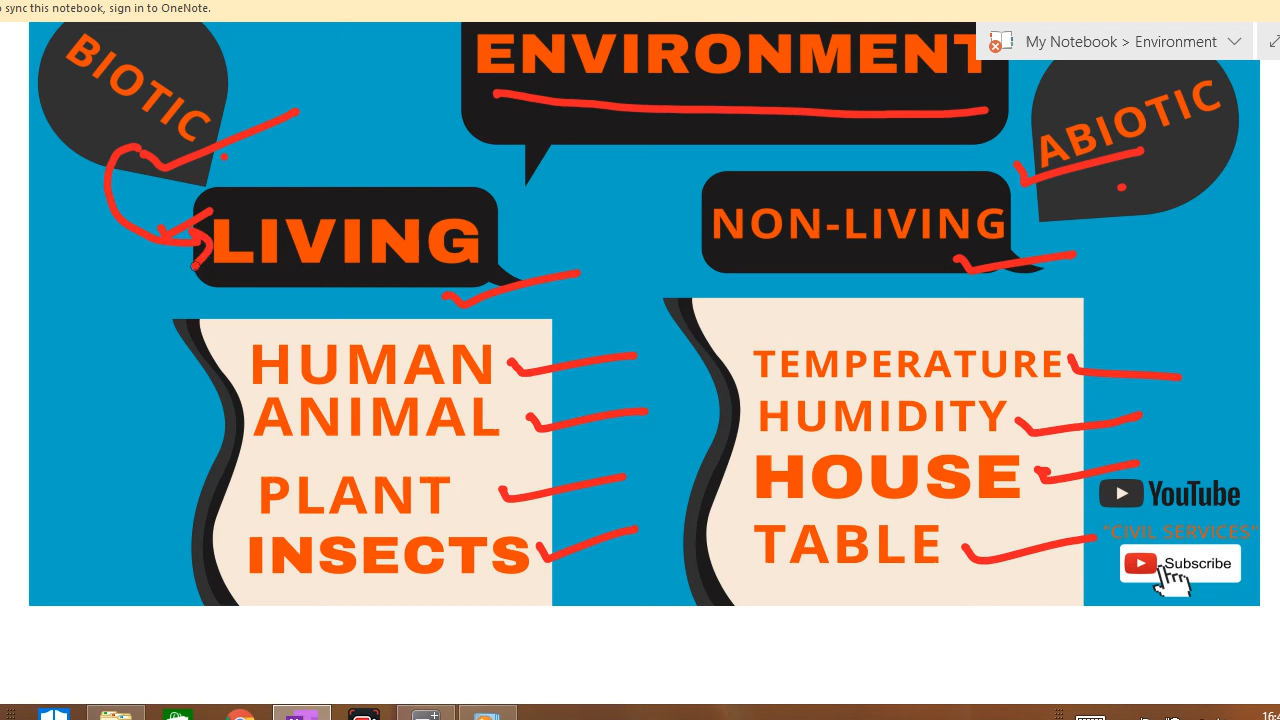 sync this notebook, sign in to OneNote.
My Notebook > Environment
ENVIRONMENT
BIOTIC
ABIOTIC
LIVING
NON-LIVING
HUMAN
ANIMAL
PLANT
INSECTS
TEMPERATURE
HUMIDITY
HOUSE
TABLE
YouTube
"CIVIL SERVICES"
Subscribe